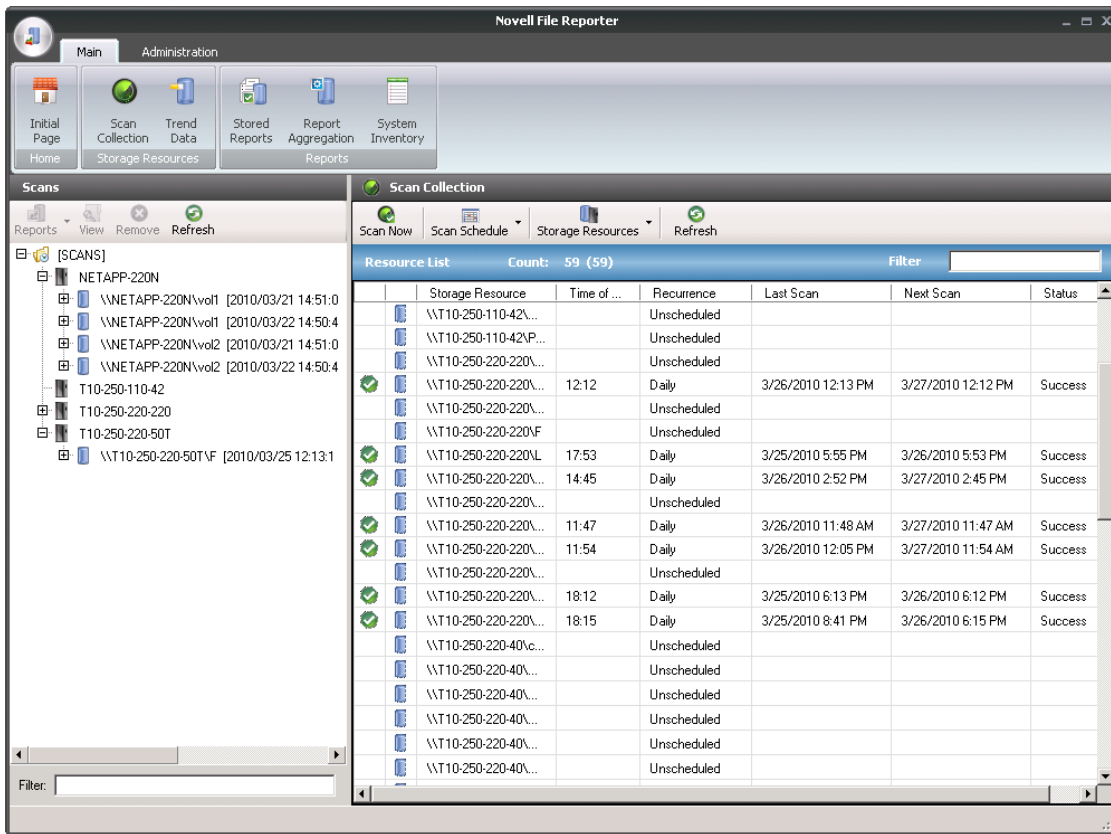 Novell File Reporter
Main Administration
Initial Page
Scan Collection
Trend Data
Stored Reports
Report Aggregation
System Inventory
Home Storage Resources Reports
Scans
Reports View Remove Refresh
[SCANS]
NETAPP-220N
\\NETAPP-220N\vol1 [2010/03/21 14:51:0
\\NETAPP-220N\vol1 [2010/03/22 14:50:4
\\NETAPP-220N\vol2 [2010/03/21 14:51:0
\\NETAPP-220N\vol2 [2010/03/22 14:50:4
T10-250-110-42
T10-250-220-220
T10-250-220-50T
\\T10-250-220-50T\F [2010/03/25 12:13:1
Filter:
Scan Collection
Scan Now Scan Schedule Storage Resources Refresh
Resource List Count: 59 (59) Filter
Storage Resource Time of ... Recurrence Last Scan Next Scan Status
\\T10-250-110-42\... Unscheduled
\\T10-250-110-42\P... Unscheduled
\\T10-250-220-220\... Unscheduled
\\T10-250-220-220\... 12:12 Daily 3/26/2010 12:13 PM 3/27/2010 12:12 PM Success
\\T10-250-220-220\... Unscheduled
\\T10-250-220-220\F Unscheduled
\\T10-250-220-220\L 17:53 Daily 3/25/2010 5:55 PM 3/26/2010 5:53 PM Success
\\T10-250-220-220\... 14:45 Daily 3/26/2010 2:52 PM 3/27/2010 2:45 PM Success
\\T10-250-220-220\... Unscheduled
\\T10-250-220-220\... 11:47 Daily 3/26/2010 11:48 AM 3/27/2010 11:47 AM Success
\\T10-250-220-220\... 11:54 Daily 3/26/2010 12:05 PM 3/27/2010 11:54 AM Success
\\T10-250-220-220\... Unscheduled
\\T10-250-220-220\... 18:12 Daily 3/25/2010 6:13 PM 3/26/2010 6:12 PM Success
\\T10-250-220-220\... 18:15 Daily 3/25/2010 8:41 PM 3/26/2010 6:15 PM Success
\\T10-250-220-40\c... Unscheduled
\\T10-250-220-40\... Unscheduled
\\T10-250-220-40\... Unscheduled
\\T10-250-220-40\... Unscheduled
\\T10-250-220-40\... Unscheduled
\\T10-250-220-40\... Unscheduled